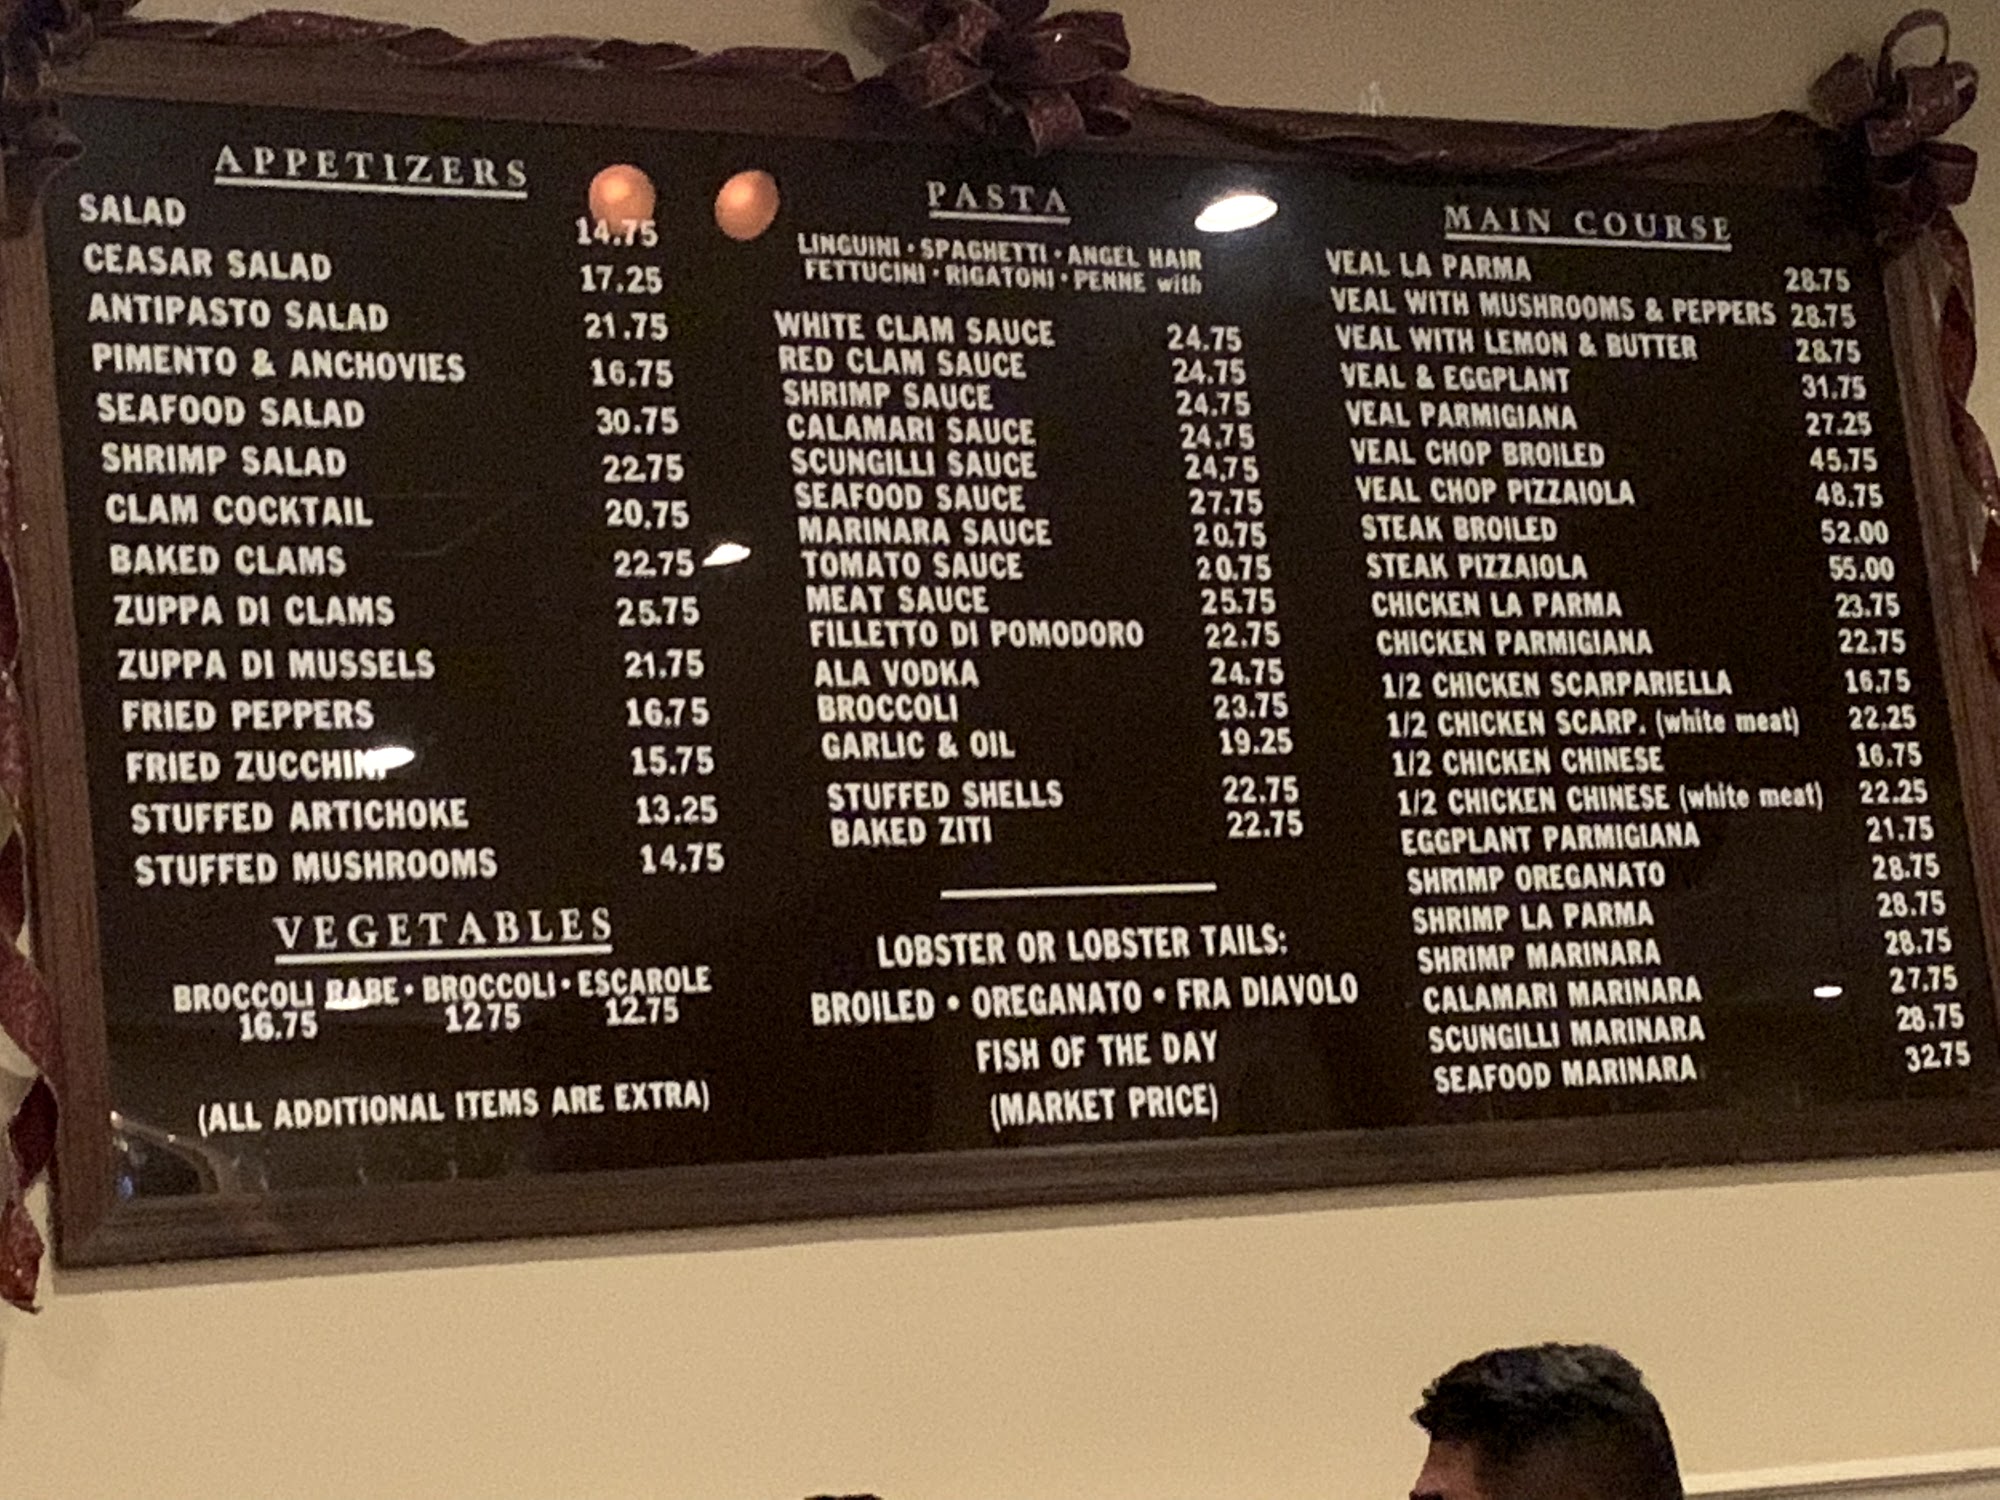 APPETIZERS
SALAD 14.75
CEASAR SALAD 17.25
ANTIPASTO SALAD 21.75
PIMENTO & ANCHOVIES 16.75
SEAFOOD SALAD 30.75
SHRIMP SALAD 22.75
CLAM COCKTAIL 20.75
BAKED CLAMS 22.75
ZUPPA DI CLAMS 25.75
ZUPPA DI MUSSELS 21.75
FRIED PEPPERS 16.75
FRIED ZUCCHINI 15.75
STUFFED ARTICHOKE 13.25
STUFFED MUSHROOMS 14.75
VEGETABLES
BROCCOLI RABE • BROCCOLI • ESCAROLE
16.75 12.75 12.75
(ALL ADDITIONAL ITEMS ARE EXTRA)
PASTA
LINGUINI • SPAGHETTI • ANGEL HAIR
FETTUCINI • RIGATONI • PENNE with
WHITE CLAM SAUCE 24.75
RED CLAM SAUCE 24.75
SHRIMP SAUCE 24.75
CALAMARI SAUCE 24.75
SCUNGILLI SAUCE 24.75
SEAFOOD SAUCE 27.75
MARINARA SAUCE 20.75
TOMATO SAUCE 20.75
MEAT SAUCE 25.75
FILLETTO DI POMODORO 22.75
ALA VODKA 24.75
BROCCOLI 23.75
GARLIC & OIL 19.25
STUFFED SHELLS 22.75
BAKED ZITI 22.75
LOBSTER OR LOBSTER TAILS:
BROILED • OREGANATO • FRA DIAVOLO
FISH OF THE DAY
(MARKET PRICE)
MAIN COURSE
VEAL LA PARMA 28.75
VEAL WITH MUSHROOMS & PEPPERS 28.75
VEAL WITH LEMON & BUTTER 28.75
VEAL & EGGPLANT 31.75
VEAL PARMIGIANA 27.25
VEAL CHOP BROILED 45.75
VEAL CHOP PIZZAIOLA 48.75
STEAK BROILED 52.00
STEAK PIZZAIOLA 55.00
CHICKEN LA PARMA 23.75
CHICKEN PARMIGIANA 22.75
1/2 CHICKEN SCARPARIELLA 16.75
1/2 CHICKEN SCARP. (white meat) 22.25
1/2 CHICKEN CHINESE 16.75
1/2 CHICKEN CHINESE (white meat) 22.25
EGGPLANT PARMIGIANA 21.75
SHRIMP OREGANATO 28.75
SHRIMP LA PARMA 28.75
SHRIMP MARINARA 28.75
CALAMARI MARINARA 27.75
SCUNGILLI MARINARA 28.75
SEAFOOD MARINARA 32.75